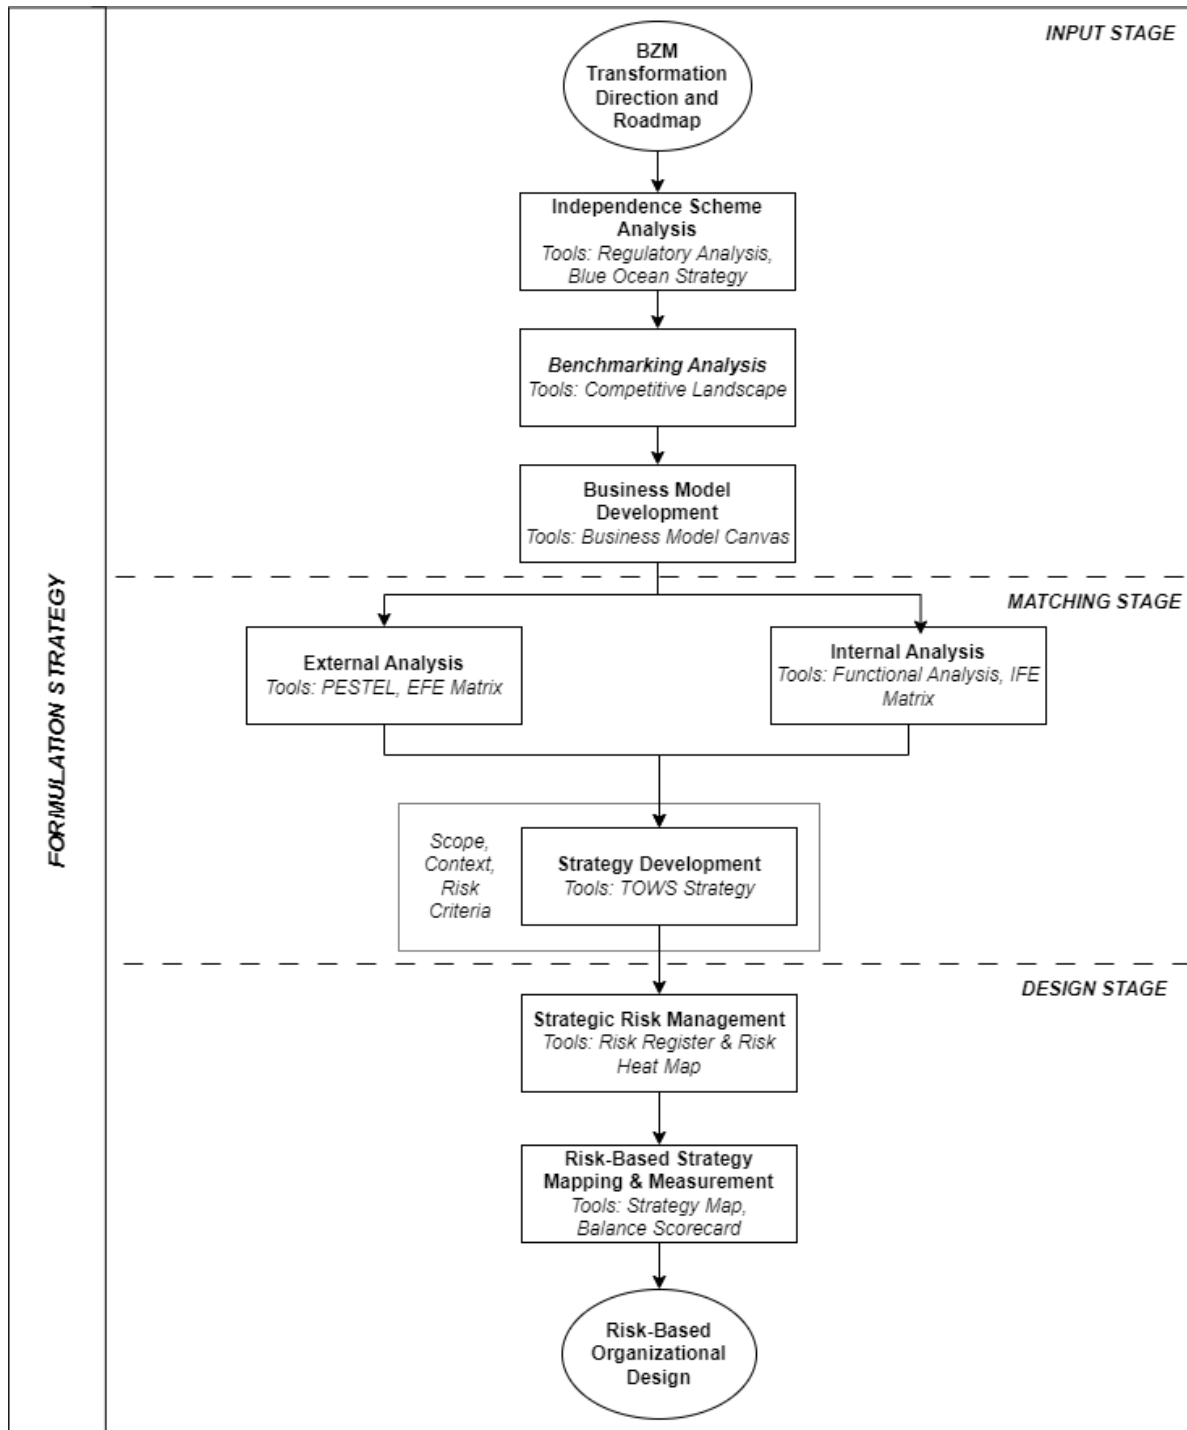 FORMULATION STRATEGY
INPUT STAGE
BZM
Transformation
Direction and
Roadmap
Independence Scheme
Analysis
Tools: Regulatory Analysis,
Blue Ocean Strategy
Benchmarking Analysis
Tools: Competitive Landscape
Business Model
Development
Tools: Business Model Canvas
MATCHING STAGE
External Analysis
Tools: PESTEL, EFE Matrix
Internal Analysis
Tools: Functional Analysis, IFE
Matrix
Scope,
Context,
Risk
Criteria
Strategy Development
Tools: TOWS Strategy
DESIGN STAGE
Strategic Risk Management
Tools: Risk Register & Risk
Heat Map
Risk-Based Strategy
Mapping & Measurement
Tools: Strategy Map,
Balance Scorecard
Risk-Based
Organizational
Design